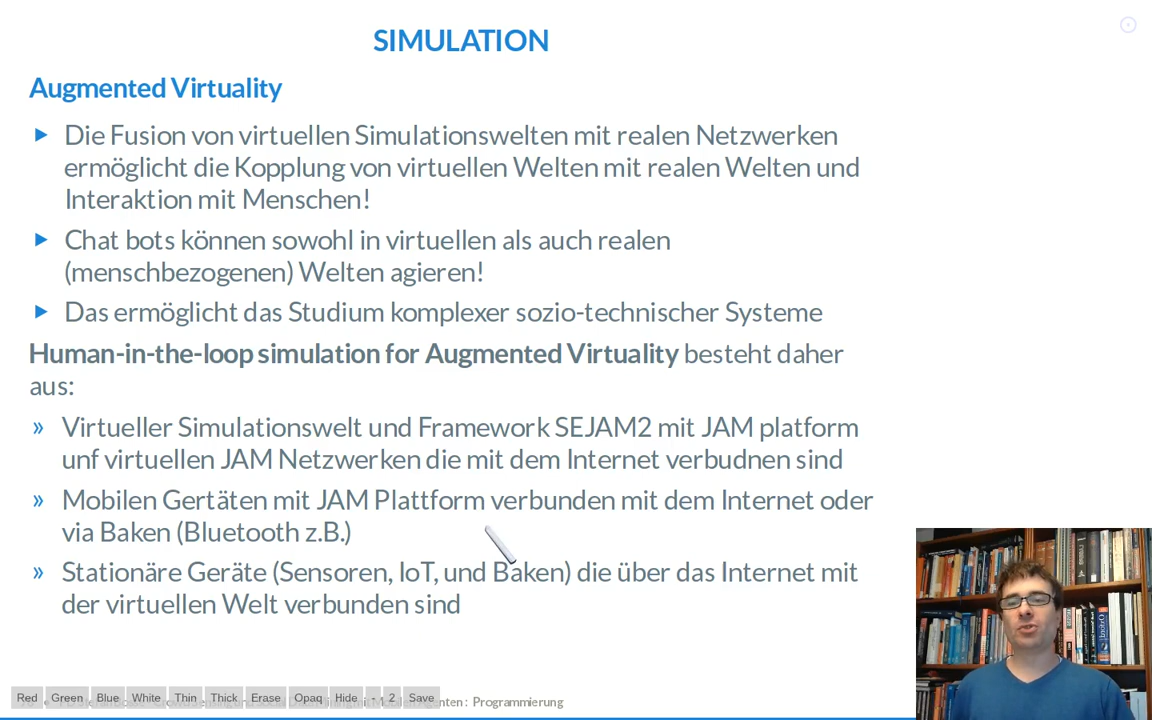 SIMULATION
Augmented Virtuality
Die Fusion von virtuellen Simulationswelten mit realen Netzwerken
ermöglicht die Kopplung von virtuellen Welten mit realen Welten und
Interaktion mit Menschen!
Chat bots können sowohl in virtuellen als auch realen
(menschbezogenen) Welten agieren!
Das ermöglicht das Studium komplexer sozio-technischer Systeme
Human-in-the-loop simulation for Augmented Virtuality besteht daher
aus:
» Virtueller Simulationswelt und Framework SEJAM2 mit JAM platform
unf virtuellen JAM Netzwerken die mit dem Internet verbudnen sind
» Mobilen Gertäten mit JAM Plattform verbunden mit dem Internet oder
via Baken (Bluetooth z.B.)
» Stationäre Geräte (Sensoren, IoT, und Baken) die über das Internet mit
der virtuellen Welt verbunden sind
Red Green Blue White Thin Thick Erase Opaq Hide - 2 Save
: Programmierung